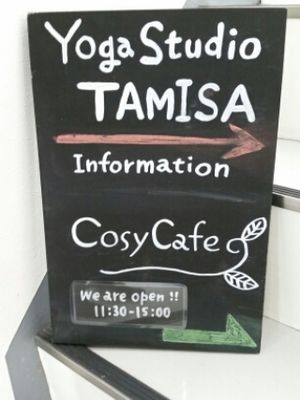 Yoga Studio
TAMISA
Information
Cosy Cafe
We are open !!
11:30-15:00